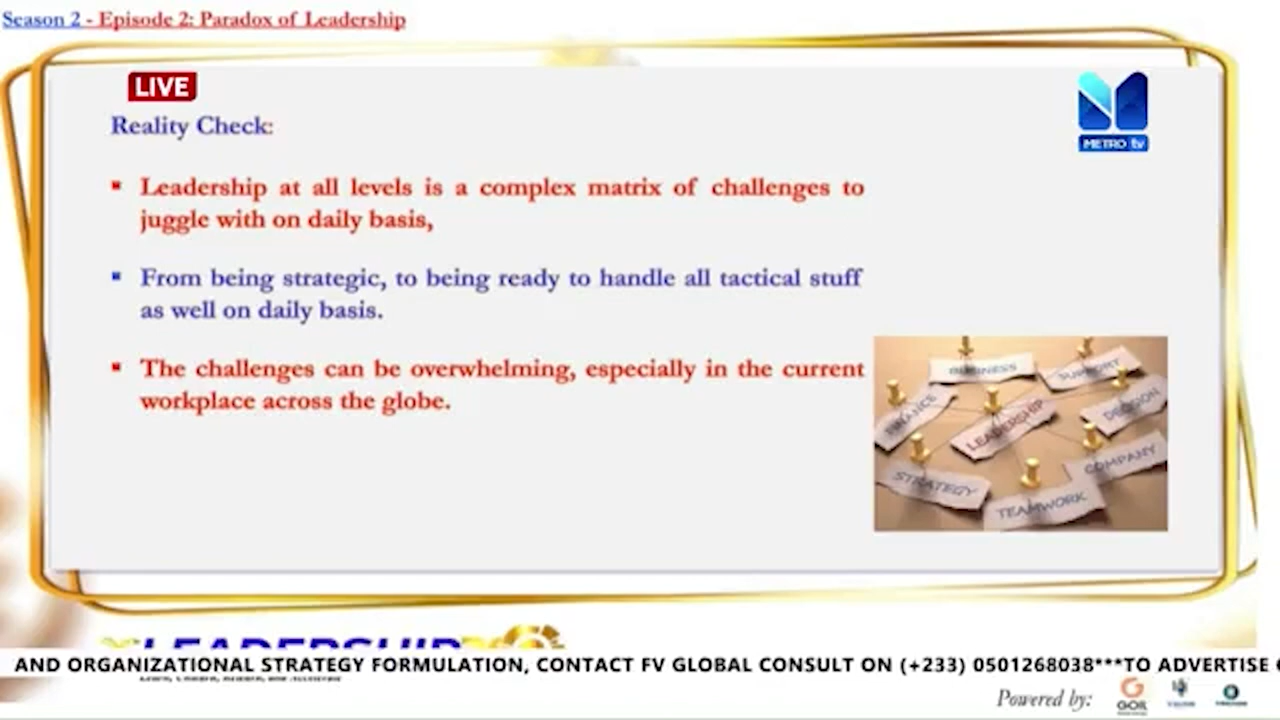 Season 2 - Episode 2: Paradox of Leadership
LIVE
METRO tv
Reality Check:
Leadership at all levels is a complex matrix of challenges to
juggle with on daily basis,
From being strategic, to being ready to handle all tactical stuff
as well on daily basis.
The challenges can be overwhelming, especially in the current
workplace across the globe.
BUSINESS
SUPPORT
FINANCE
LEADERSHIP
DECISION
STRATEGY
COMPANY
TEAMWORK
LEADERSHIP
AND ORGANIZATIONAL STRATEGY FORMULATION, CONTACT FV GLOBAL CONSULT ON (+233) 0501268038***TO ADVERTISE
Powered by:
GOIL